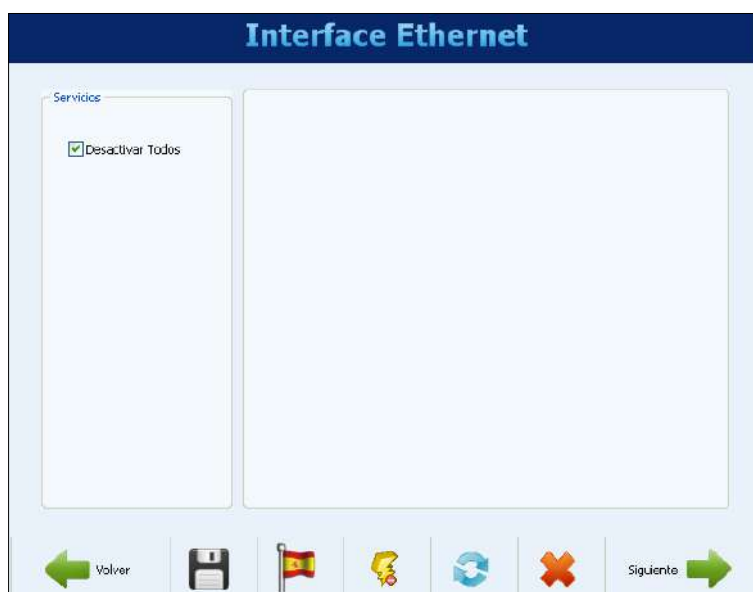 Interface Ethernet
Servicios
Desactivar Todos
Volver
Siguiente